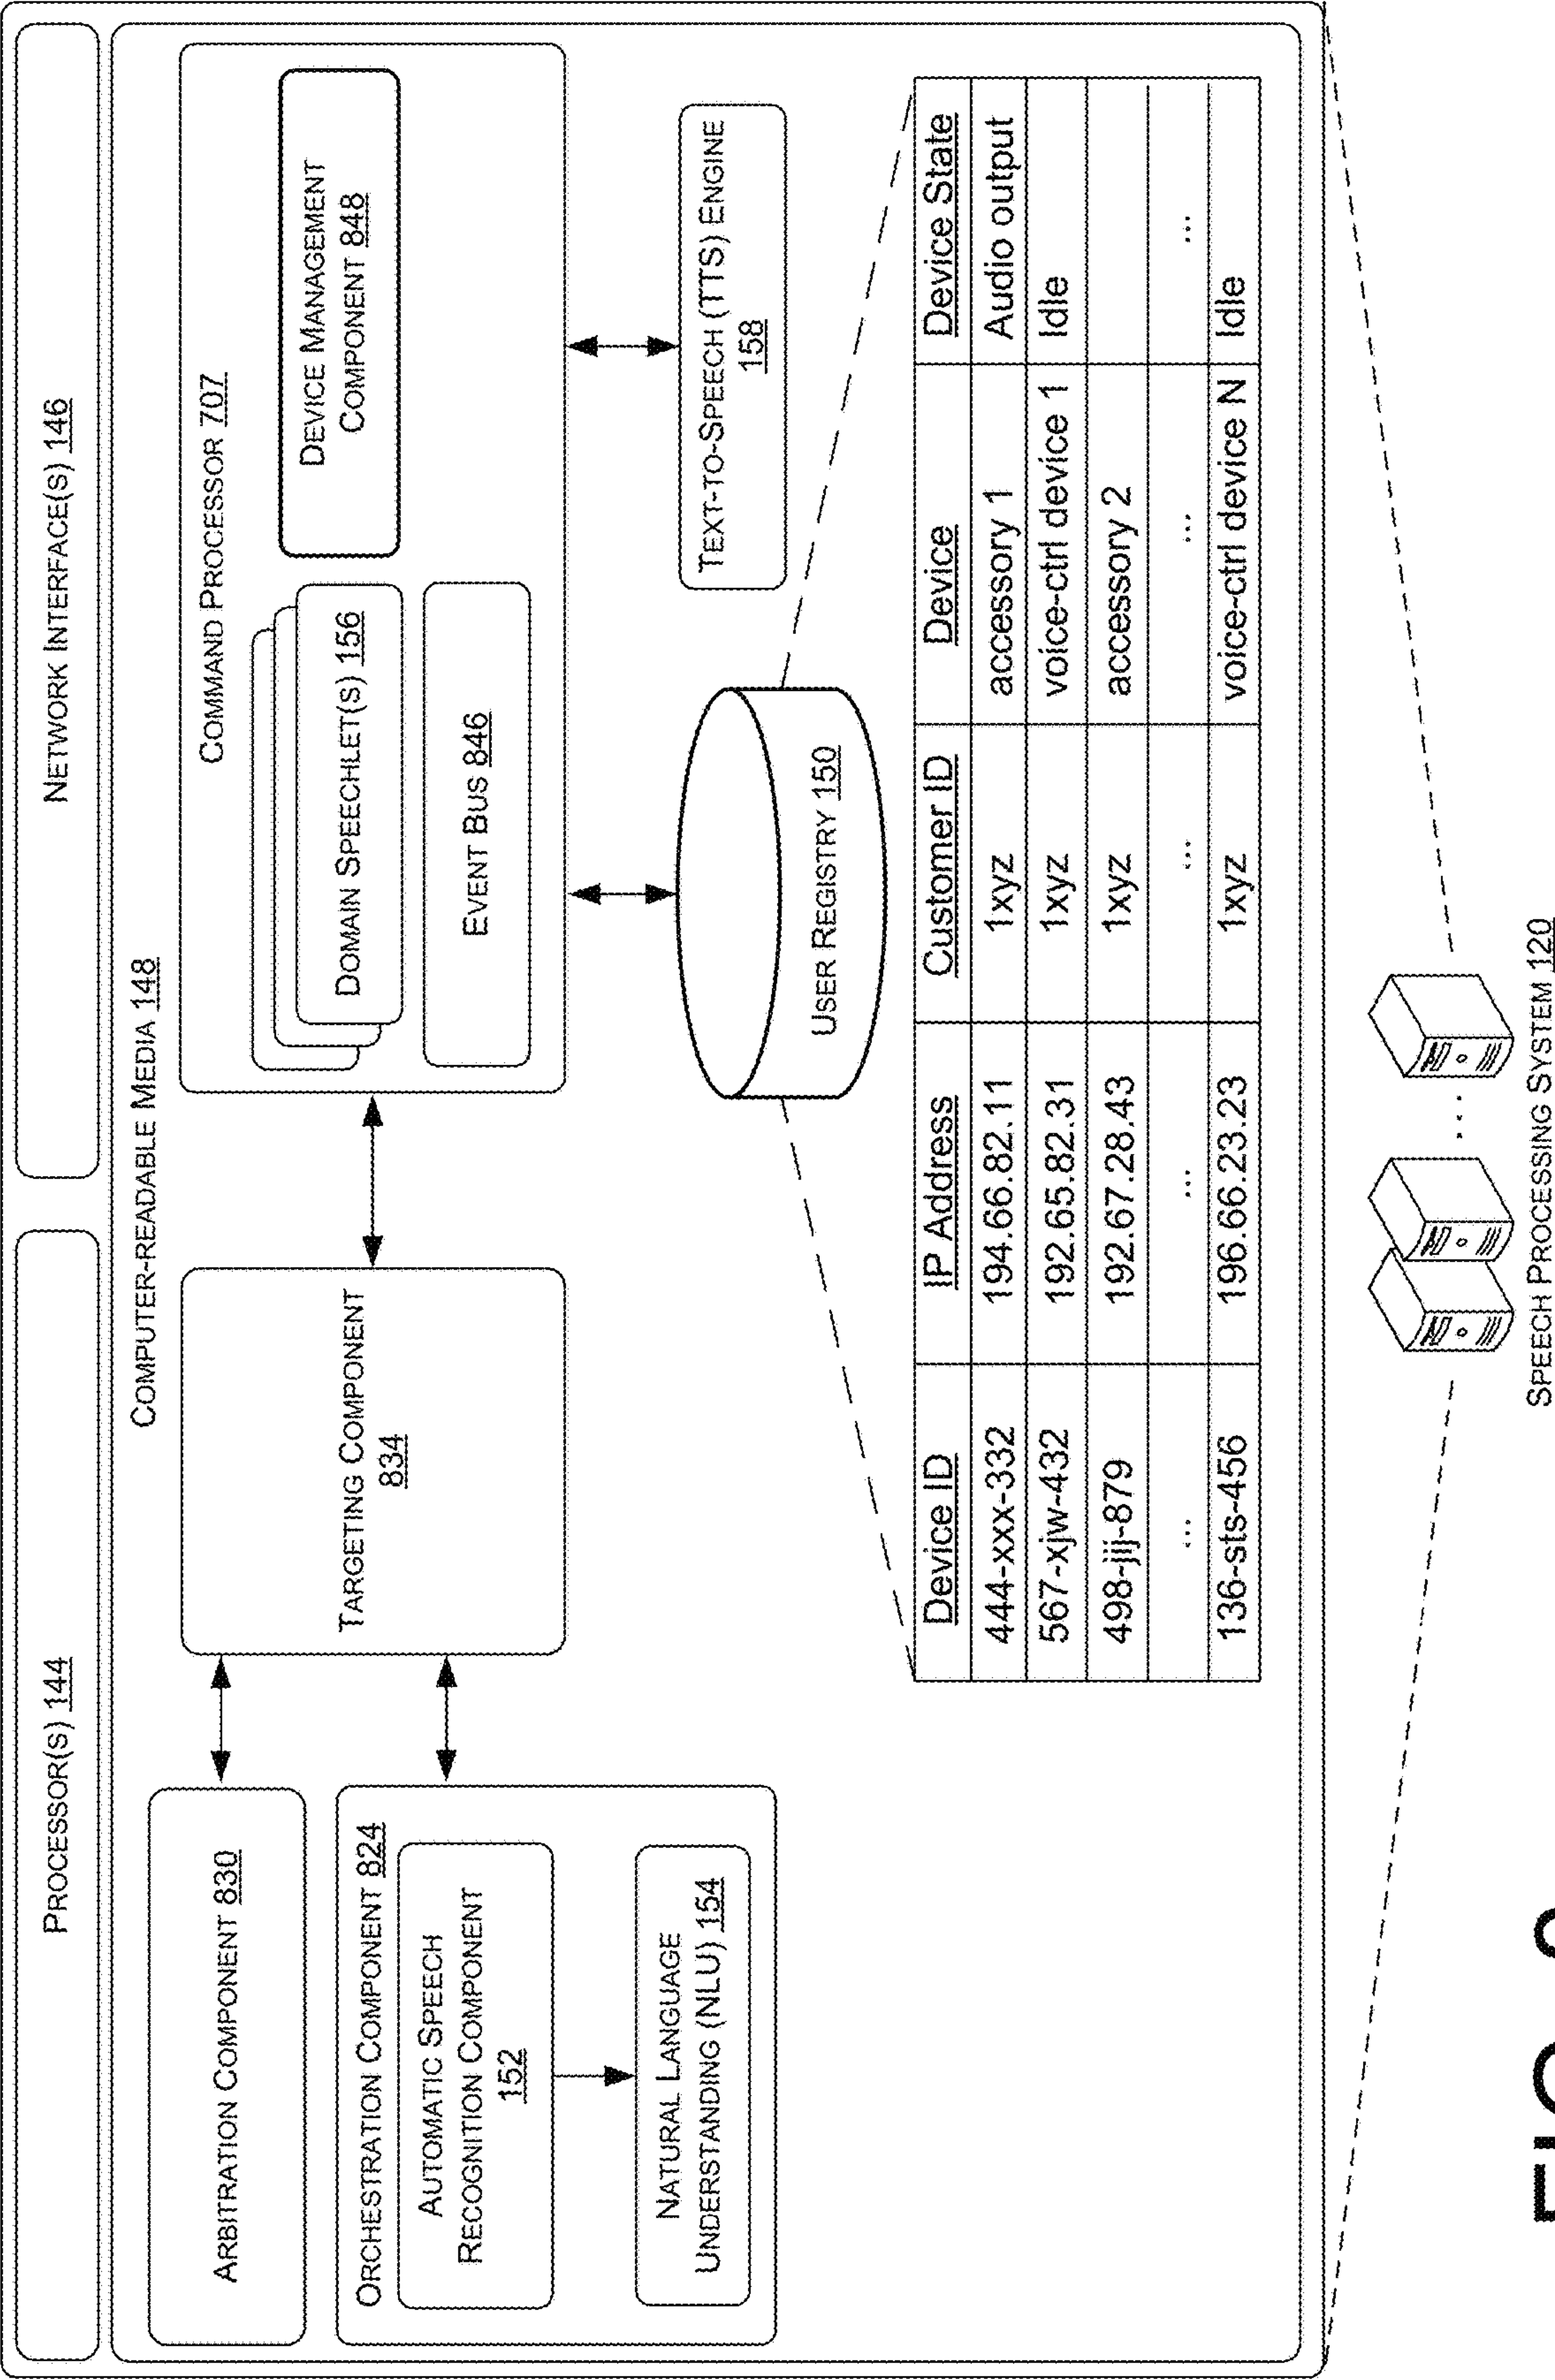 PROCESSOR(S) 144
NETWORK INTERFACE(S) 146
COMPUTER-READABLE MEDIA 148
ARBITRATION COMPONENT 830
ORCHESTRATION COMPONENT 824
AUTOMATIC SPEECH
RECOGNITION COMPONENT
152
NATURAL LANGUAGE
UNDERSTANDING (NLU) 154
TARGETING COMPONENT
834
COMMAND PROCESSOR 707
DOMAIN SPEECHLET(S) 156
EVENT BUS 846
DEVICE MANAGEMENT
COMPONENT 848
TEXT-TO-SPEECH (TTS) ENGINE
158
USER REGISTRY 150
Device ID IP Address Customer ID Device Device State
444-xxx-332 194.66.82.11 1xyz accessory 1 Audio output
567-xjw-432 192.65.82.31 1xyz voice-ctrl device 1 Idle
498-jij-879 192.67.28.43 1xyz accessory 2
... ... ... ... ...
136-sts-456 196.66.23.23 1xyz voice-ctrl device N Idle
...
SPEECH PROCESSING SYSTEM 120